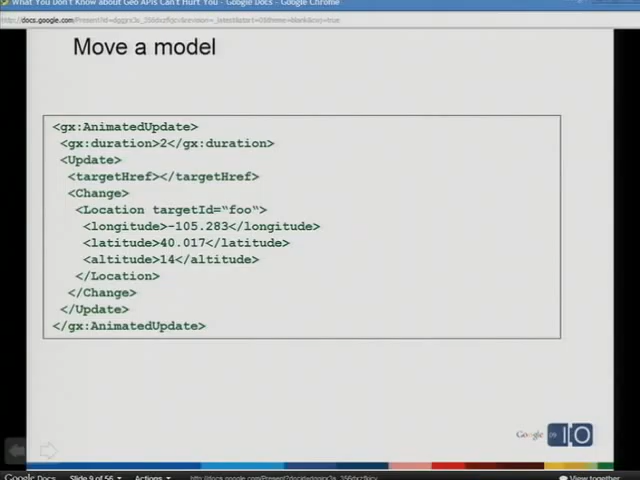 What You Don't Know about Geo APIs Can't Hurt You - Google Docs - Google Chrome
Move a model
<gx:AnimatedUpdate>
<gx:duration>2</gx:duration>
<Update>
<targetHref></targetHref>
<Change>
<Location targetId="foo">
<longitude>-105.283</longitude>
<latitude>40.017</latitude>
<altitude>14</altitude>
</Location>
</Change>
</Update>
</gx:AnimatedUpdate>
Google 09 I/O
Google Docs Slide 9 of 56 Actions View together